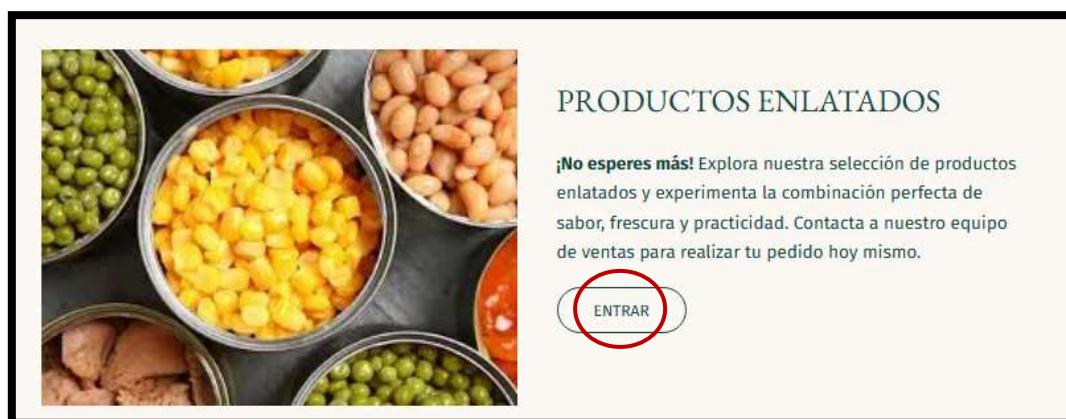 PRODUCTOS ENLATADOS
¡No esperes más! Explora nuestra selección de productos
enlatados y experimenta la combinación perfecta de
sabor, frescura y practicidad. Contacta a nuestro equipo
de ventas para realizar tu pedido hoy mismo.
ENTRAR